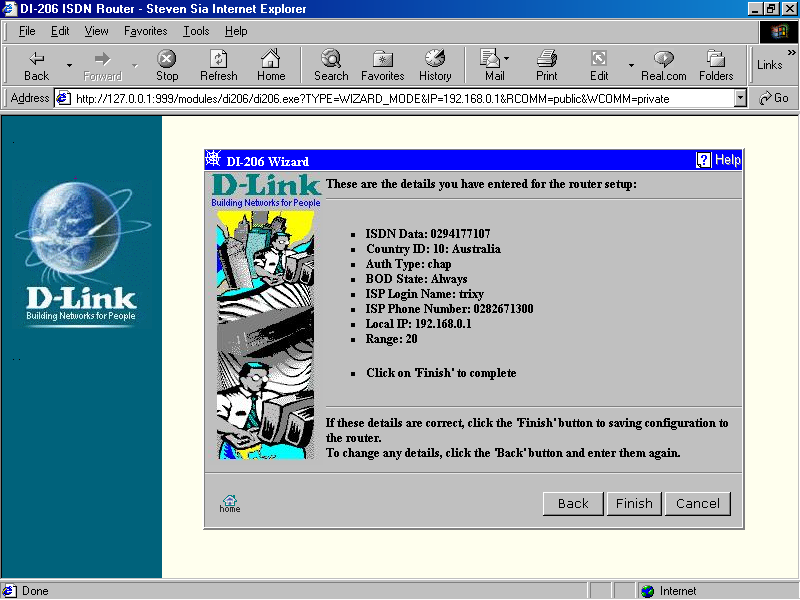 DI-206 ISDN Router - Steven Sia Internet Explorer
File Edit View Favorites Tools Help
Back Forward Stop Refresh Home Search Favorites History Mail Print Edit Real.com Folders Links »
Address http://127.0.0.1:999/modules/di206/di206.exe?TYPE=WIZARD_MODE&IP=192.168.0.1&RCOMM=public&WCOMM=private Go
D-Link
Building Networks for People
DI-206 Wizard ? Help
D-Link
Building Networks for People
These are the details you have entered for the router setup:
ISDN Data: 0294177107
Country ID: 10: Australia
Auth Type: chap
BOD State: Always
ISP Login Name: trixy
ISP Phone Number: 0282671300
Local IP: 192.168.0.1
Range: 20
Click on 'Finish' to complete
If these details are correct, click the 'Finish' button to saving configuration to
the router.
To change any details, click the 'Back' button and enter them again.
home
Back Finish Cancel
Done Internet